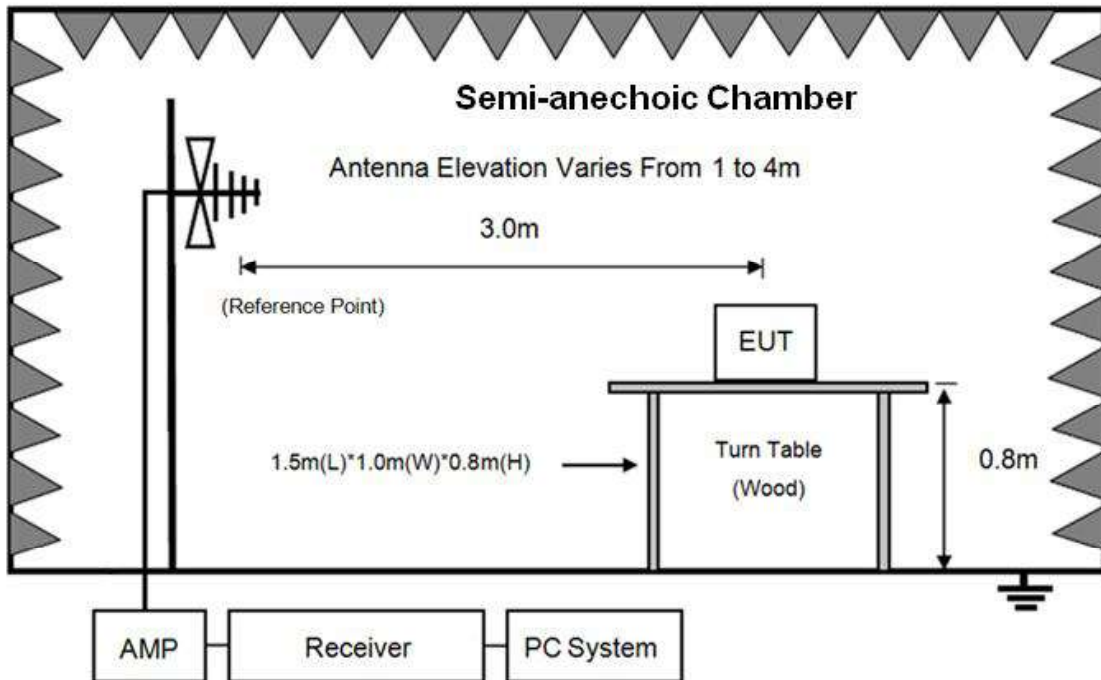 Semi-anechoic Chamber
Antenna Elevation Varies From 1 to 4m
3.0m
(Reference Point)
EUT
1.5m(L)*1.0m(W)*0.8m(H)
Turn Table
(Wood)
0.8m
AMP
Receiver
PC System